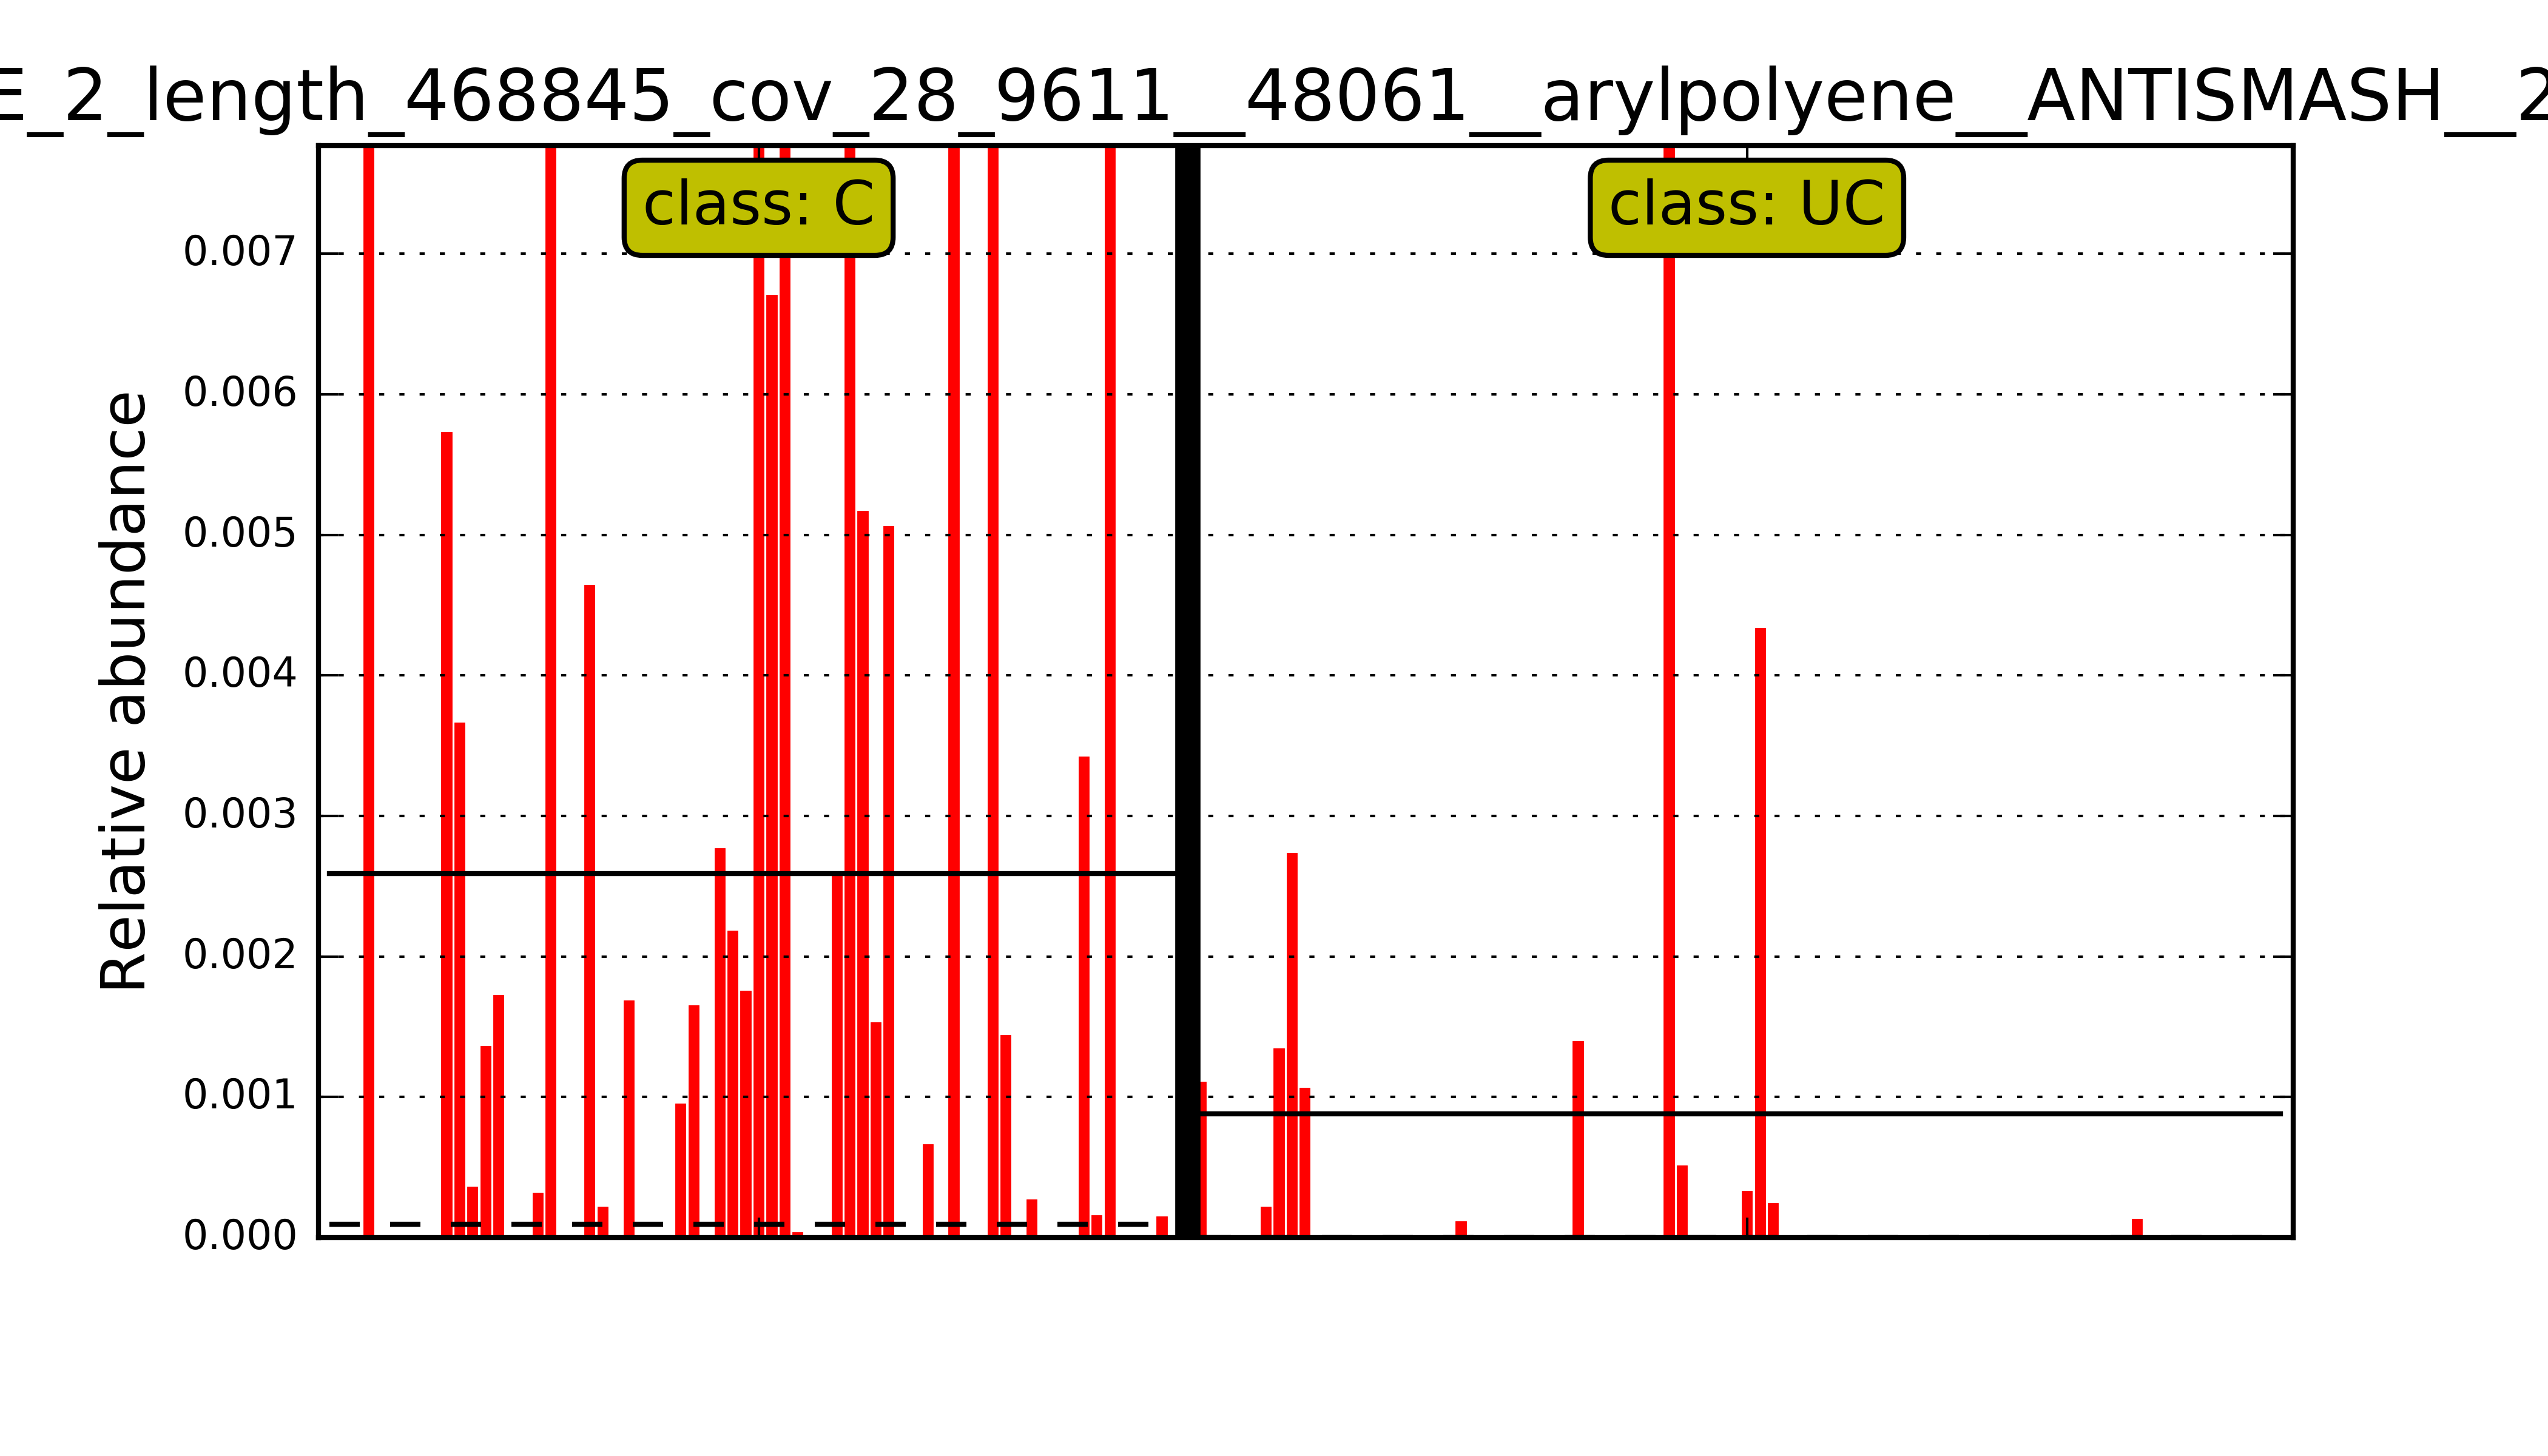 E_2_length_468845_cov_28_9611__48061__arylpolyene__ANTISMASH__2
class: C
class: UC
0.007
0.006
0.005
0.004
0.003
0.002
0.001
0.000
Relative abundance